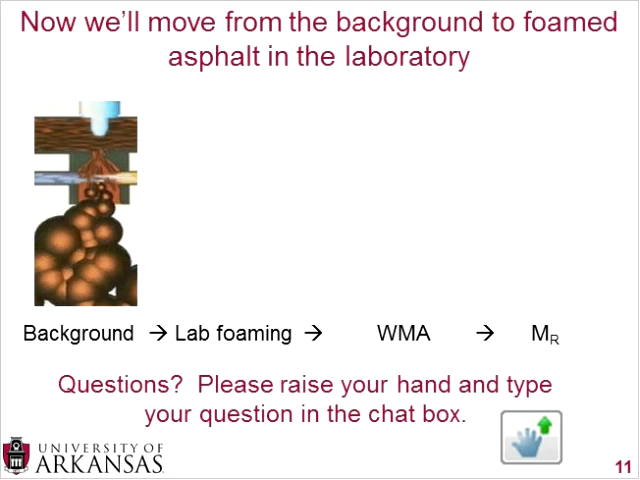 Now we'll move from the background to foamed
asphalt in the laboratory
Background → Lab foaming → WMA → MR
Questions? Please raise your hand and type
your question in the chat box.
UNIVERSITY OF
ARKANSAS
11